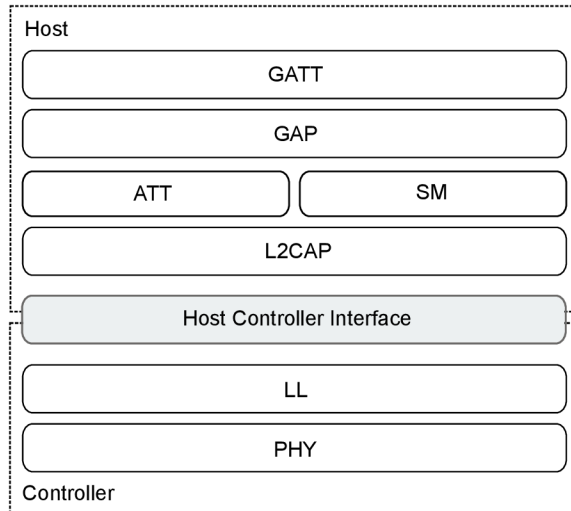 Host
GATT
GAP
ATT SM
L2CAP
Host Controller Interface
LL
PHY
Controller